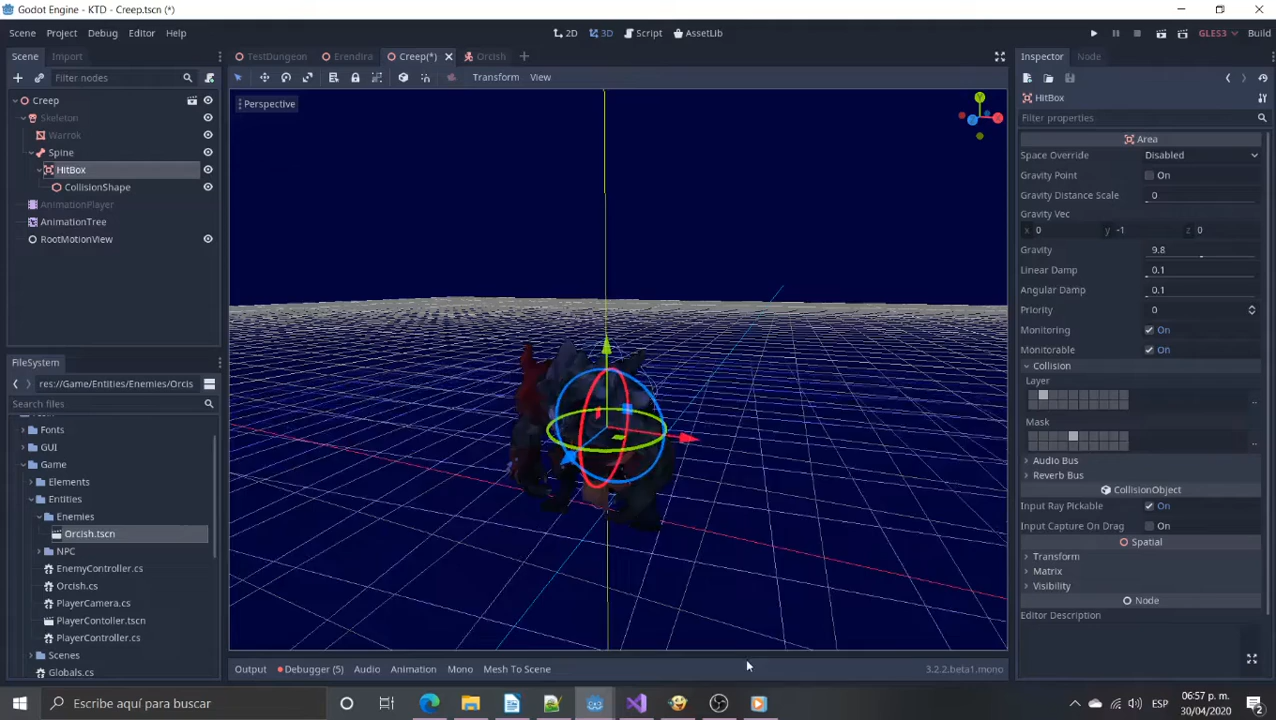 Godot Engine - KTD - Creep.tscn (*)
Scene Project Debug Editor Help
2D 3D Script AssetLib
GLES3 Build
Scene Import
TestDungeon Erendira Creep(*) Orcish
Inspector Node
Filter nodes
Transform View
Creep
Skeleton
Warrok
Spine
HitBox
CollisionShape
AnimationPlayer
AnimationTree
RootMotionView
Perspective
Y
X
Z
HitBox
Filter properties
Area
Space Override Disabled
Gravity Point On
Gravity Distance Scale 0
Gravity Vec
x 0 y -1 z 0
Gravity 9.8
Linear Damp 0.1
Angular Damp 0.1
Priority 0
Monitoring On
Monitorable On
Collision
Layer
..
Mask
..
Audio Bus
Reverb Bus
CollisionObject
Input Ray Pickable On
Input Capture On Drag On
Spatial
Transform
Matrix
Visibility
Node
Editor Description
FileSystem
res://Game/Entities/Enemies/Orcis
Search files
Fonts
GUI
Game
Elements
Entities
Enemies
Orcish.tscn
NPC
EnemyController.cs
Orcish.cs
PlayerCamera.cs
PlayerContoller.tscn
PlayerController.cs
Scenes
Globals.cs
Output Debugger (5) Audio Animation Mono Mesh To Scene
3.2.2.beta1.mono
Escribe aquí para buscar
ESP
06:57 p. m.
30/04/2020
2